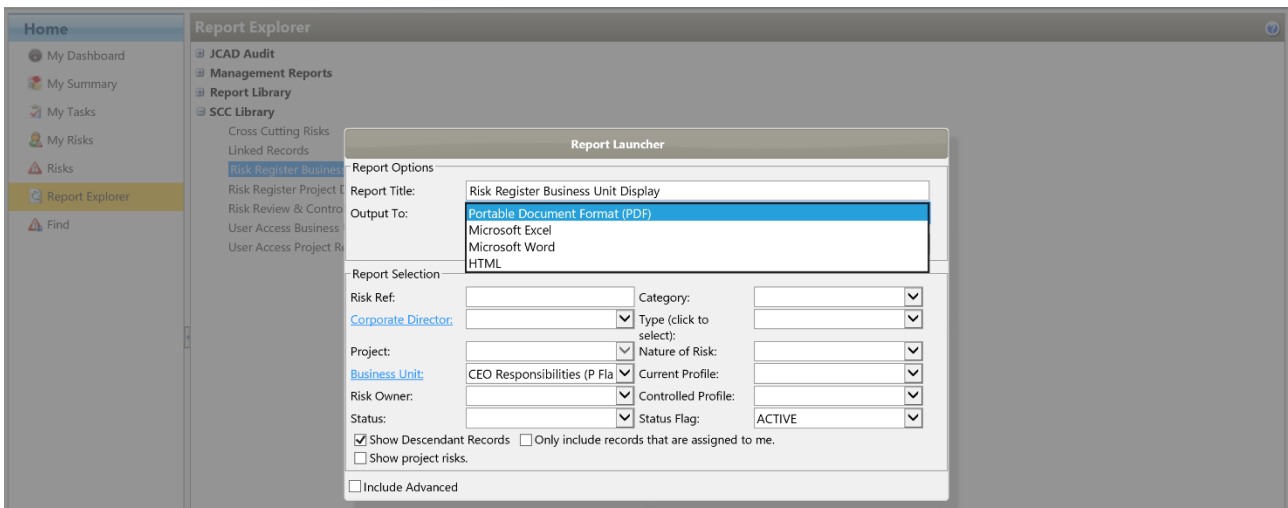 Home
My Dashboard
My Summary
My Tasks
My Risks
Risks
Report Explorer
Find
Report Explorer
JCAD Audit
Management Reports
Report Library
SCC Library
Cross Cutting Risks
Linked Records
Risk Register Busines
Risk Register Project D
Risk Review & Contro
User Access Business
User Access Project R
Report Launcher
Report Options
Report Title: Risk Register Business Unit Display
Output To: Portable Document Format (PDF)
Microsoft Excel
Microsoft Word
HTML
Report Selection
Risk Ref: Category:
Corporate Director: Type (click to
select):
Project: Nature of Risk:
Business Unit: CEO Responsibilities (P Fla Current Profile:
Risk Owner: Controlled Profile:
Status: Status Flag: ACTIVE
Show Descendant Records Only include records that are assigned to me.
Show project risks.
Include Advanced